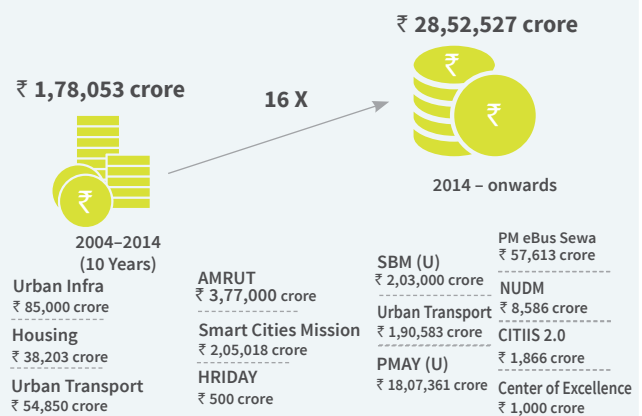 ₹ 28,52,527 crore
₹ 1,78,053 crore
16 X
₹
₹
₹
2014 – onwards
2004–2014
(10 Years)
Urban Infra
₹ 85,000 crore
Housing
₹ 38,203 crore
Urban Transport
₹ 54,850 crore
AMRUT
₹ 3,77,000 crore
Smart Cities Mission
₹ 2,05,018 crore
HRIDAY
₹ 500 crore
SBM (U)
₹ 2,03,000 crore
Urban Transport
₹ 1,90,583 crore
PMAY (U)
₹ 18,07,361 crore
PM eBus Sewa
₹ 57,613 crore
NUDM
₹ 8,586 crore
CITIIS 2.0
₹ 1,866 crore
Center of Excellence
₹ 1,000 crore